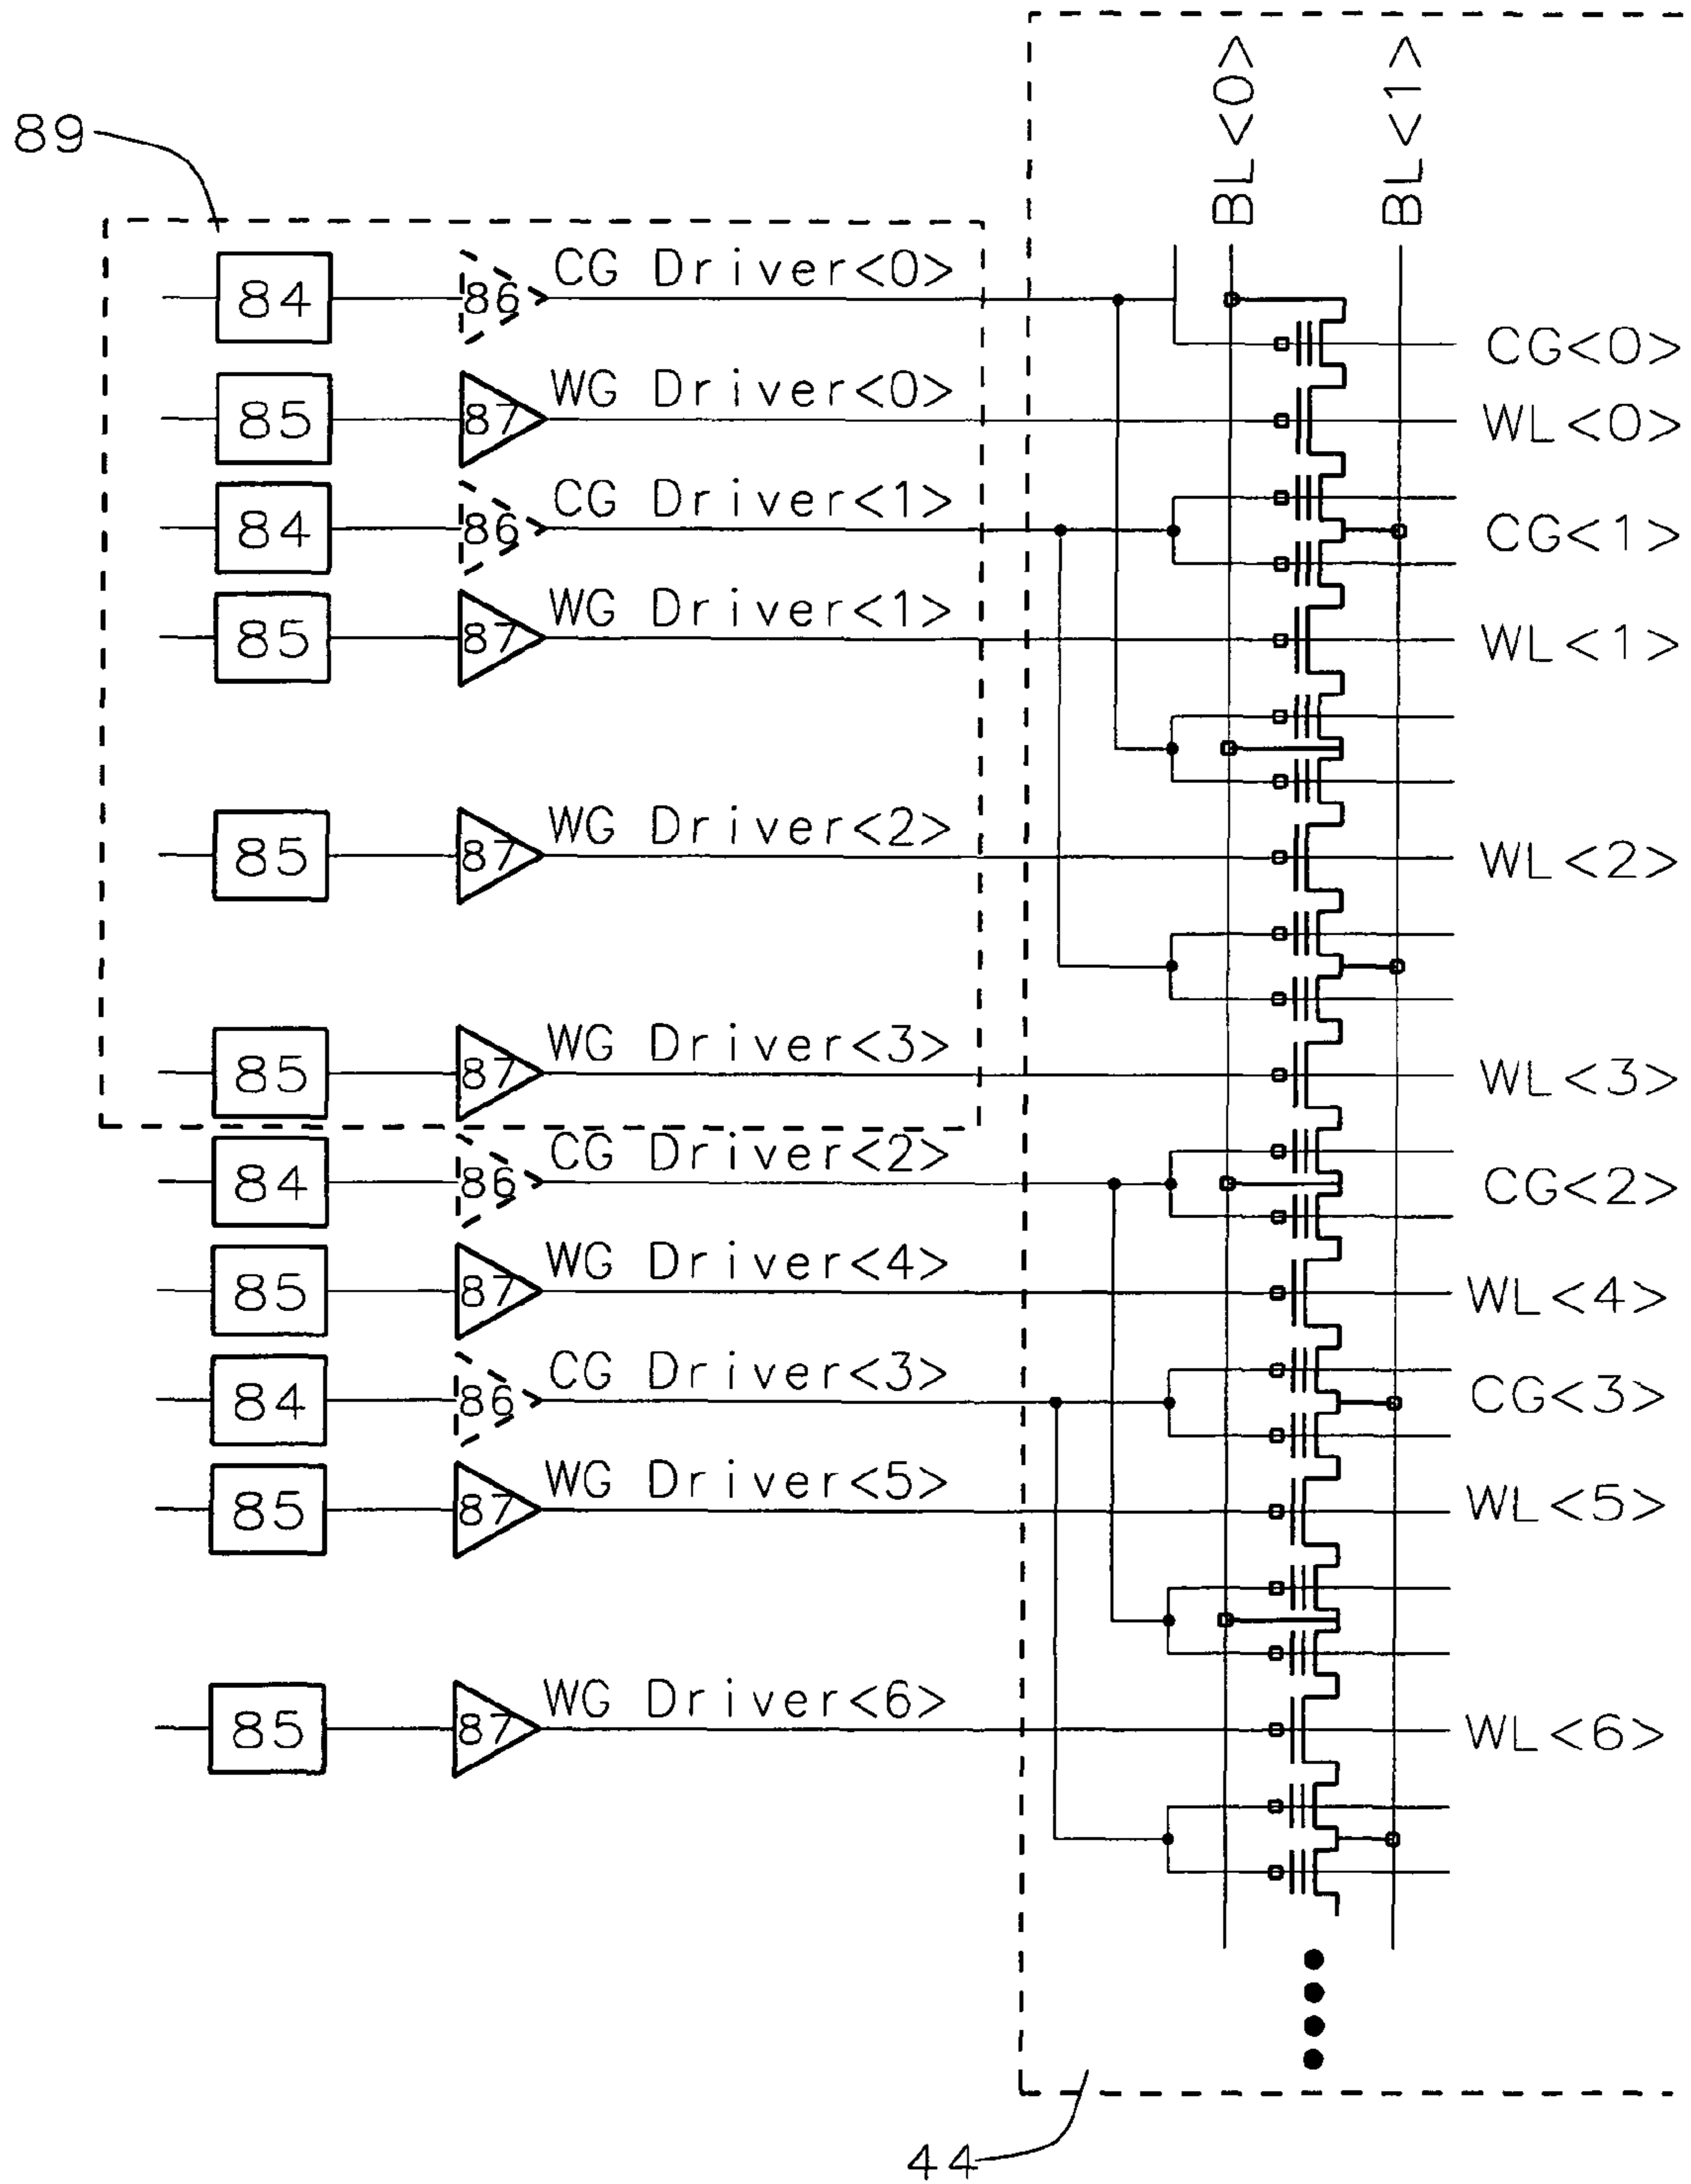 BL<0>
BL<1>
89
84
86
CG Driver<0>
CG<0>
85
87
WG Driver<0>
WL<0>
84
86
CG Driver<1>
CG<1>
85
87
WG Driver<1>
WL<1>
85
87
WG Driver<2>
WL<2>
85
87
WG Driver<3>
WL<3>
84
86
CG Driver<2>
CG<2>
85
87
WG Driver<4>
WL<4>
84
86
CG Driver<3>
CG<3>
85
87
WG Driver<5>
WL<5>
85
87
WG Driver<6>
WL<6>
44